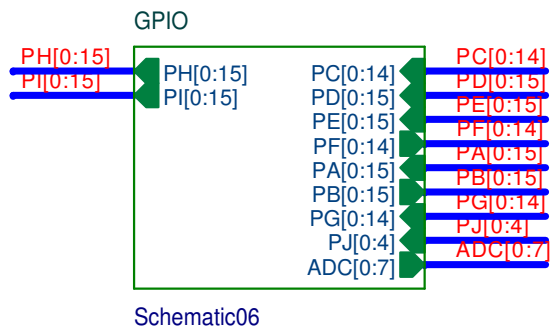 GPIO
PH[0:15]
PI[0:15]
PH[0:15]
PI[0:15]
PC[0:14]
PD[0:15]
PE[0:15]
PF[0:14]
PA[0:15]
PB[0:15]
PG[0:14]
PJ[0:4]
ADC[0:7]
PC[0:14]
PD[0:15]
PE[0:15]
PF[0:14]
PA[0:15]
PB[0:15]
PG[0:14]
PJ[0:4]
ADC[0:7]
Schematic06